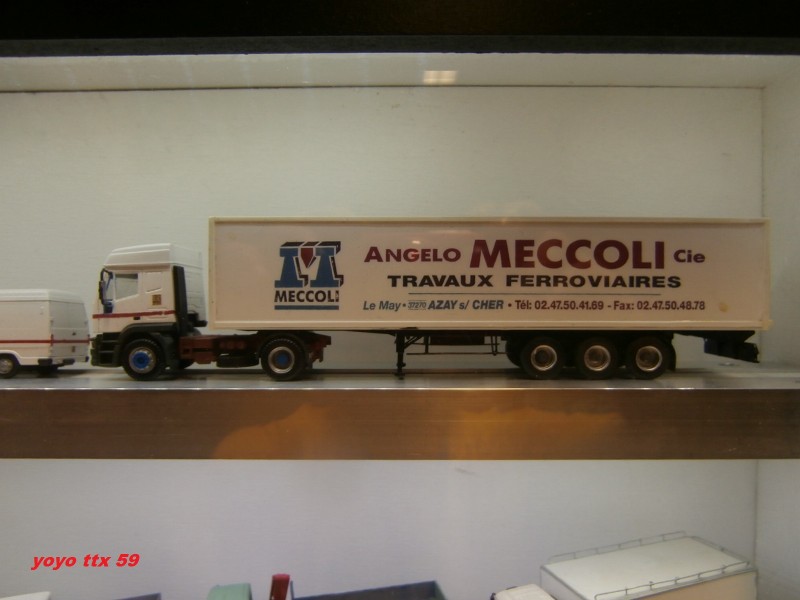 ANGELO MECCOLI Cie
TRAVAUX FERROVIAIRES
MECCOLI
Le May • 37270 AZAY s/ CHER • Tél: 02.47.50.41.69 - Fax: 02.47.50.48.78
yoyo ttx 59